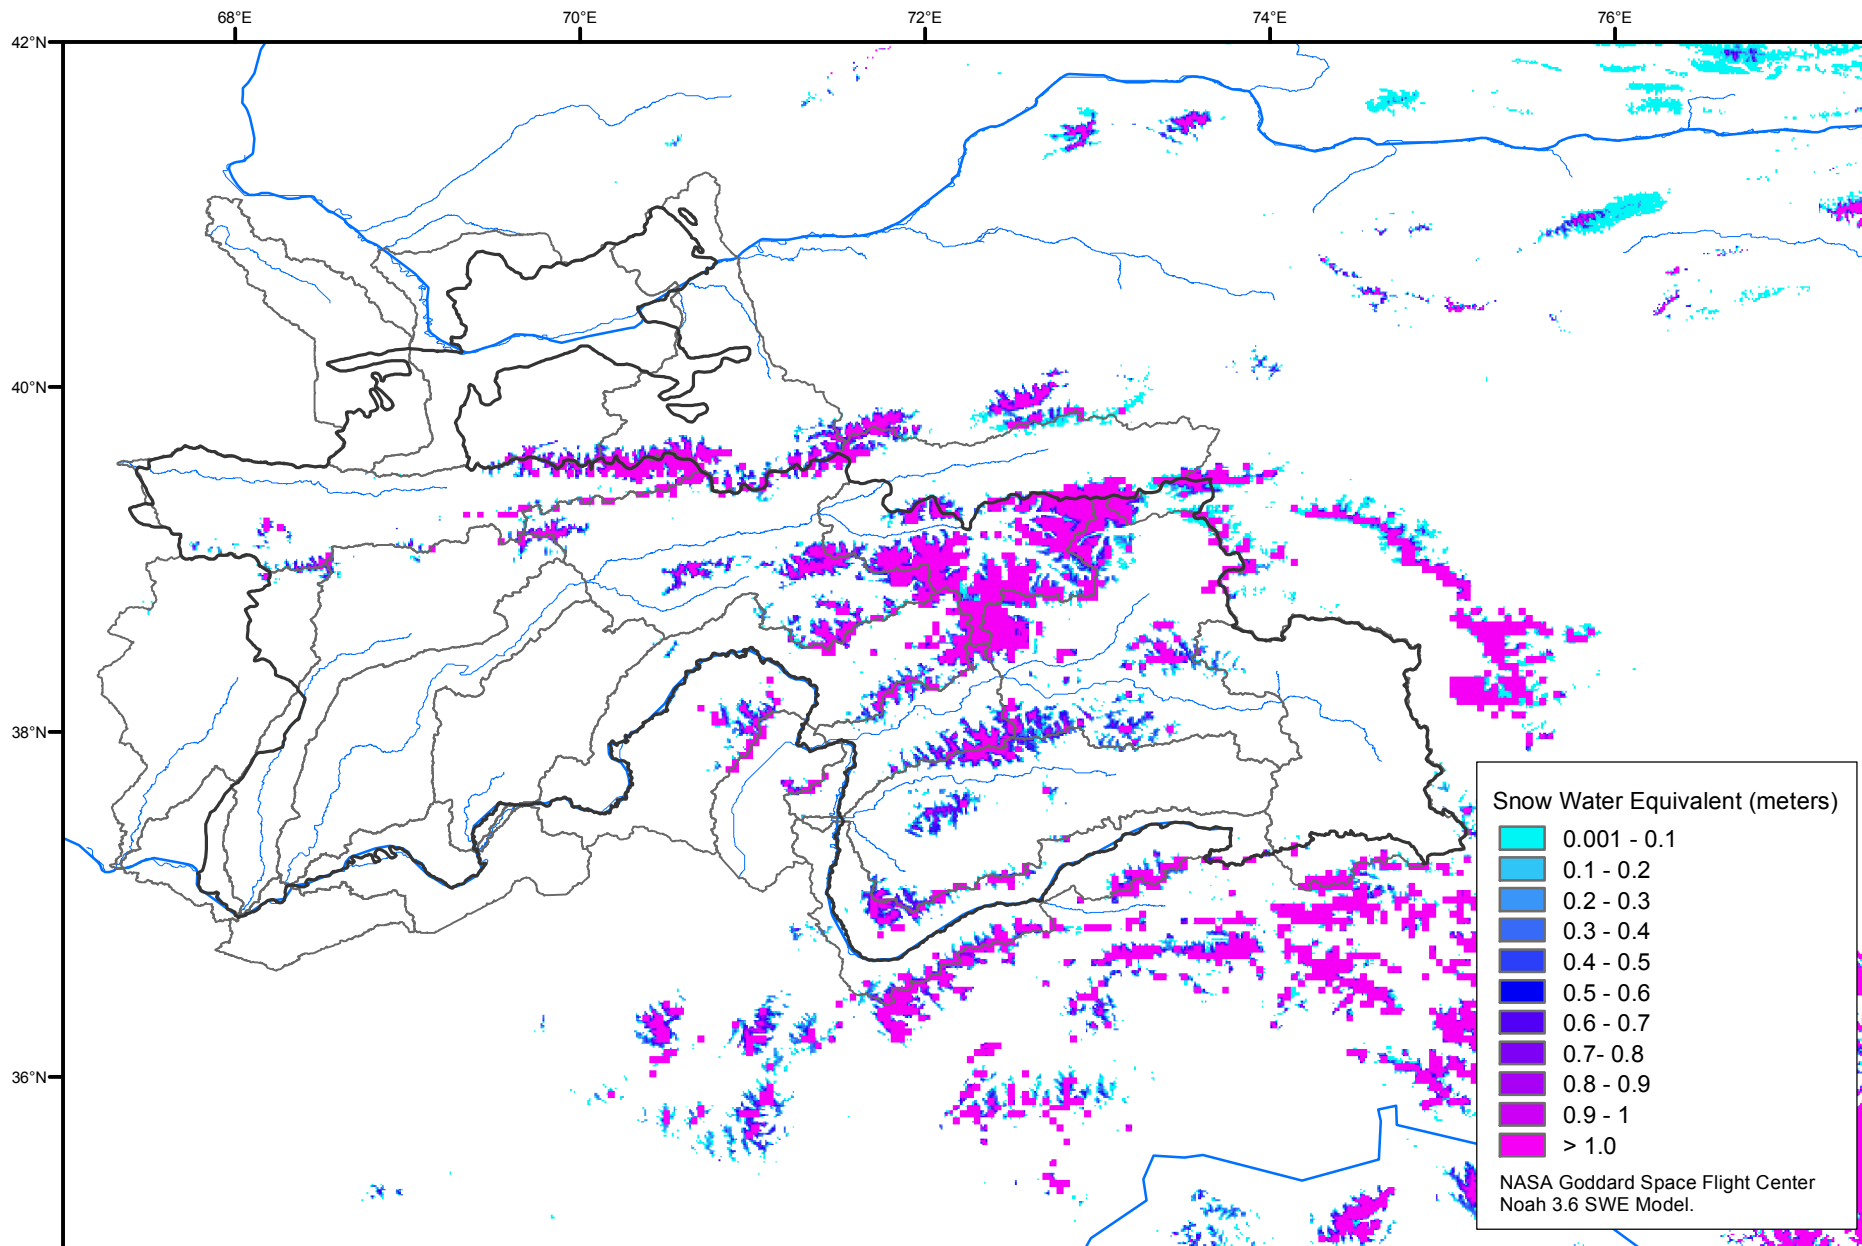 68°E 70°E 72°E 74°E 76°E
42°N
40°N
38°N
36°N
Snow Water Equivalent (meters)
0.001 - 0.1
0.1 - 0.2
0.2 - 0.3
0.3 - 0.4
0.4 - 0.5
0.5 - 0.6
0.6 - 0.7
0.7- 0.8
0.8 - 0.9
0.9 - 1
> 1.0
NASA Goddard Space Flight Center
Noah 3.6 SWE Model.